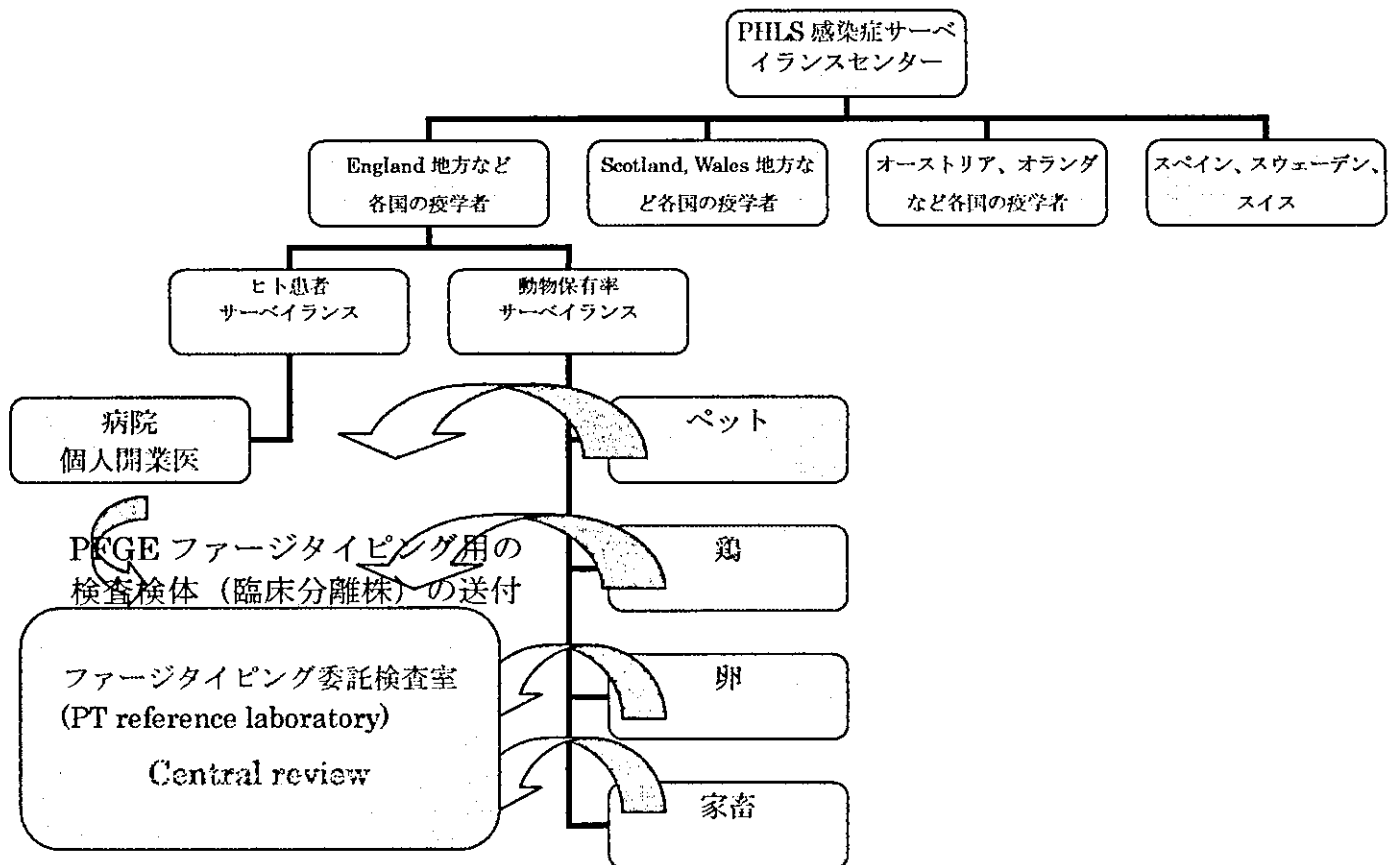 PHLS 感染症サーベ
イランスセンター
England 地方など
各国の疫学者
Scotland, Wales 地方な
ど各国の疫学者
オーストリア、オランダ
など各国の疫学者
スペイン、スウェーデン、
スイス
ヒト患者
サーベイランス
動物保有率
サーベイランス
病院
個人開業医
ペット
PFGE ファージタイピング用の
検査検体（臨床分離株）の送付
鶏
ファージタイピング委託検査室
(PT reference laboratory)
Central review
卵
家畜